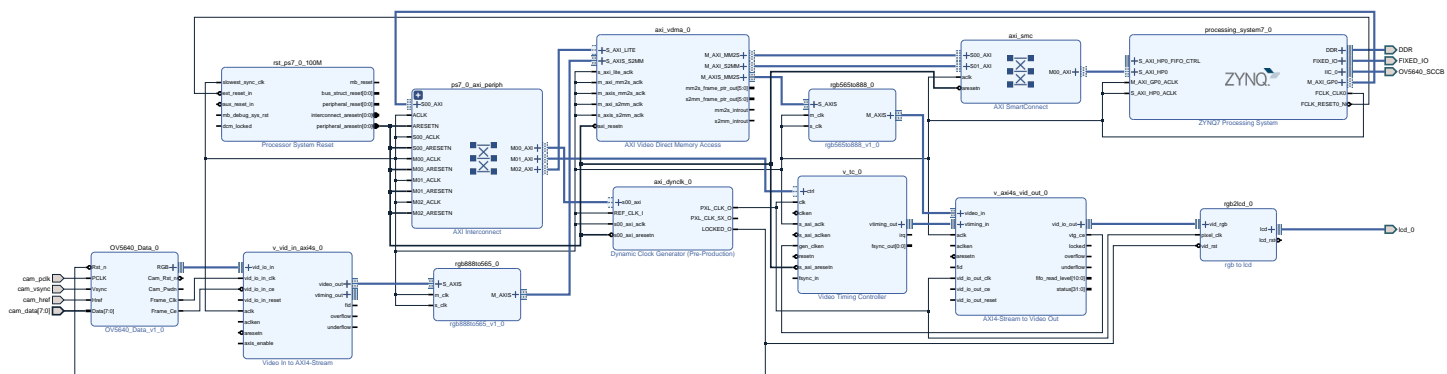 rst_ps7_0_100M
slowest_sync_clk
ext_reset_in
aux_reset_in
mb_debug_sys_rst
dcm_locked
mb_reset
bus_struct_reset[0:0]
peripheral_reset[0:0]
interconnect_aresetn[0:0]
peripheral_aresetn[0:0]
Processor System Reset
ps7_0_axi_periph
S00_AXI
ACLK
ARESETN
S00_ACLK
S00_ARESETN
M00_ACLK
M00_ARESETN
M01_ACLK
M01_ARESETN
M02_ACLK
M02_ARESETN
M00_AXI
M01_AXI
M02_AXI
AXI Interconnect
axi_vdma_0
S_AXI_LITE
S_AXIS_S2MM
s_axi_lite_aclk
m_axi_mm2s_aclk
m_axis_mm2s_aclk
m_axi_s2mm_aclk
s_axis_s2mm_aclk
axi_resetn
M_AXI_MM2S
M_AXI_S2MM
M_AXIS_MM2S
mm2s_frame_ptr_out[5:0]
s2mm_frame_ptr_out[5:0]
mm2s_introut
s2mm_introut
AXI Video Direct Memory Access
rgb565to888_0
S_AXIS
m_clk
s_clk
M_AXIS
rgb565to888_v1_0
axi_smc
S00_AXI
S01_AXI
aclk
aresetn
M00_AXI
AXI SmartConnect
processing_system7_0
S_AXI_HP0_FIFO_CTRL
S_AXI_HP0
M_AXI_GP0_ACLK
S_AXI_HP0_ACLK
ZYNQ
DDR
FIXED_IO
IIC_0
M_AXI_GP0
FCLK_CLK0
FCLK_RESET0_N
ZYNQ7 Processing System
DDR
FIXED_IO
OV5640_SCCB
axi_dynclk_0
s00_axi
REF_CLK_I
s00_axi_aclk
s00_axi_aresetn
PXL_CLK_O
PXL_CLK_5X_O
LOCKED_O
Dynamic Clock Generator (Pre-Production)
v_tc_0
ctrl
clk
clken
s_axi_aclk
s_axi_aclken
gen_clken
resetn
s_axi_aresetn
fsync_in
vtiming_out
irq
fsync_out[0:0]
Video Timing Controller
v_axi4s_vid_out_0
video_in
vtiming_in
aclk
aclken
aresetn
fid
vid_io_out_clk
vid_io_out_ce
vid_io_out_reset
vid_io_out
vtg_ce
locked
overflow
underflow
fifo_read_level[10:0]
status[31:0]
AXI4-Stream to Video Out
rgb2lcd_0
vid_rgb
pixel_clk
vid_rst
lcd
lcd_rst
rgb to lcd
lcd_0
cam_pclk
cam_vsync
cam_href
cam_data[7:0]
OV5640_Data_0
Rst_n
PCLK
Vsync
Href
Data[7:0]
RGB
Cam_Rst_n
Cam_Pwdn
Frame_Clk
Frame_Ce
OV5640_Data_v1_0
v_vid_in_axi4s_0
vid_io_in
vid_io_in_clk
vid_io_in_ce
vid_io_in_reset
aclk
aclken
aresetn
axis_enable
video_out
vtiming_out
fid
overflow
underflow
Video In to AXI4-Stream
rgb888to565_0
S_AXIS
m_clk
s_clk
M_AXIS
rgb888to565_v1_0